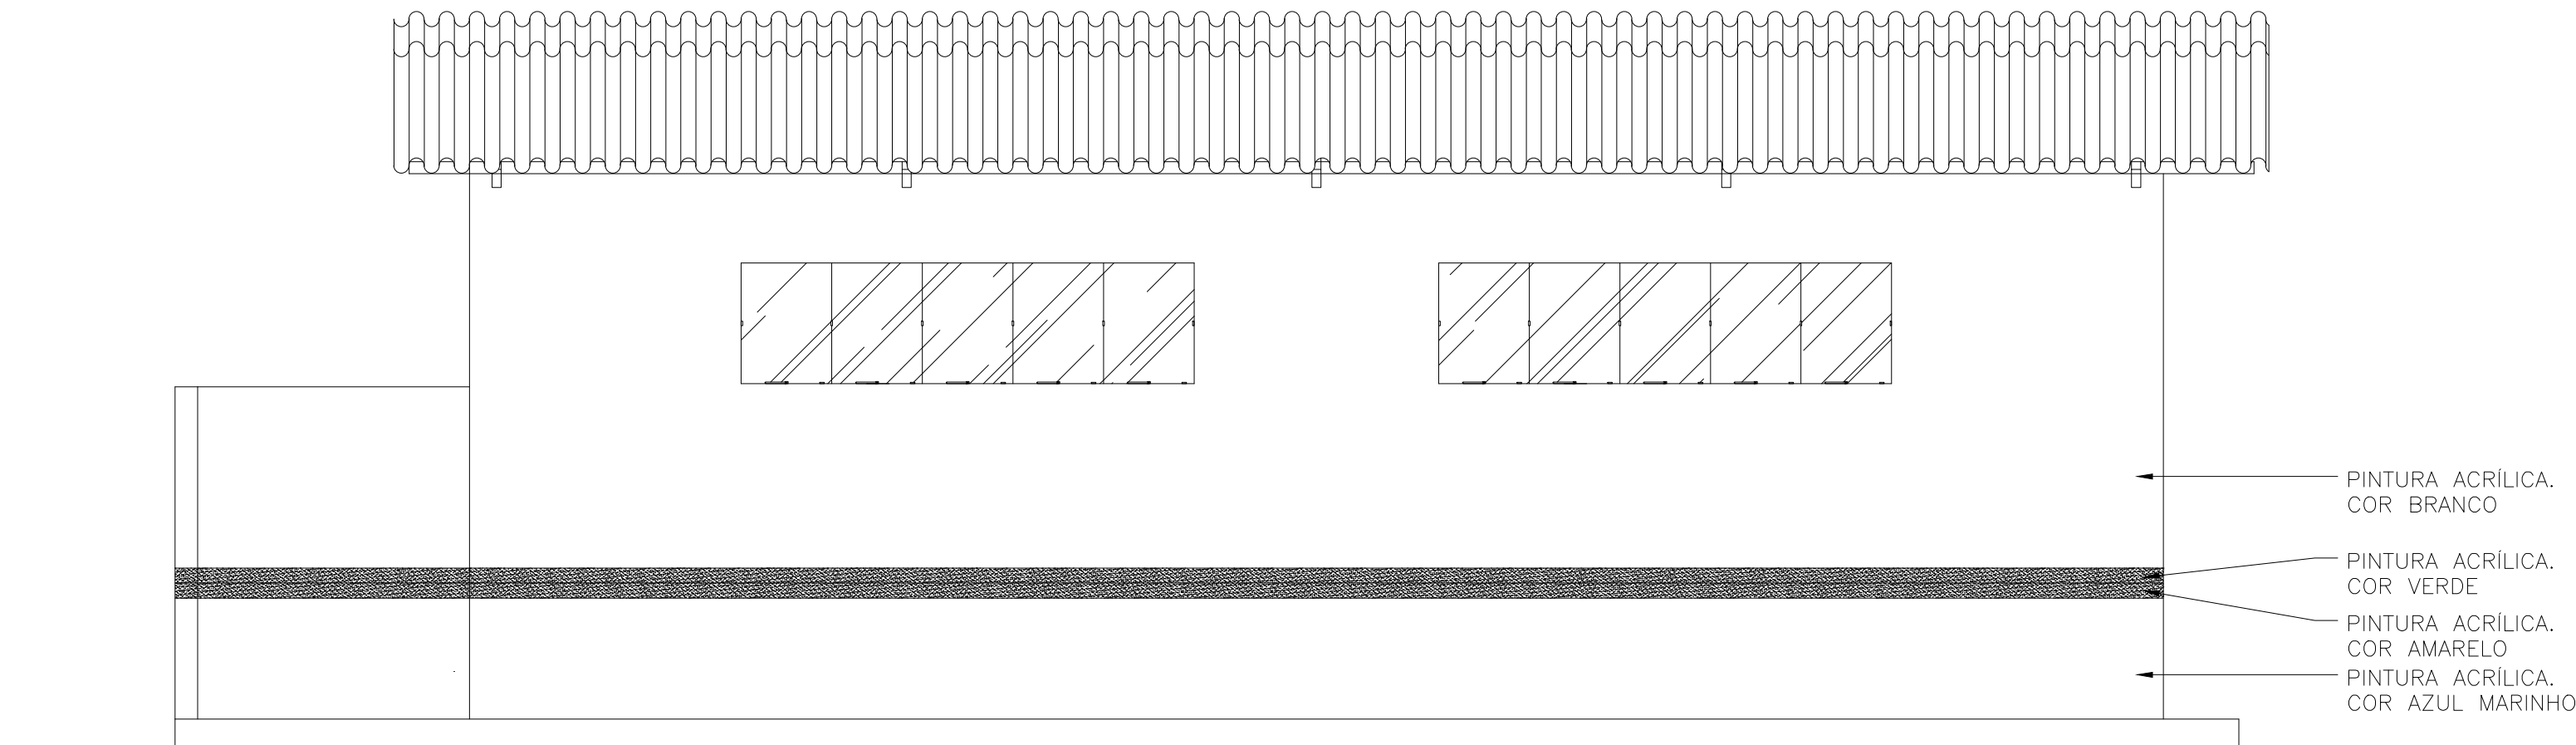 PINTURA ACRÍLICA.
COR BRANCO
PINTURA ACRÍLICA.
COR VERDE
PINTURA ACRÍLICA.
COR AMARELO
PINTURA ACRÍLICA.
COR AZUL MARINHO